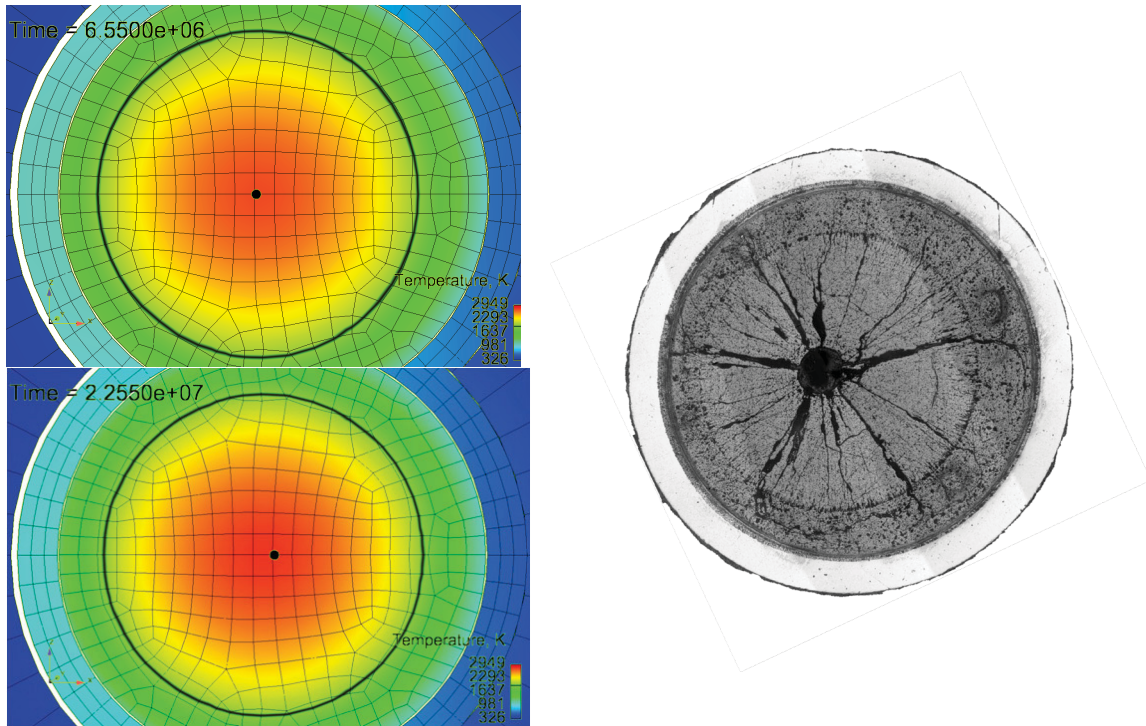 Time = 6.5500e+06
Temperature, K
2949
2293
1637
981
326
Time = 2.2550e+07
Temperature, K
2949
2293
1637
981
326